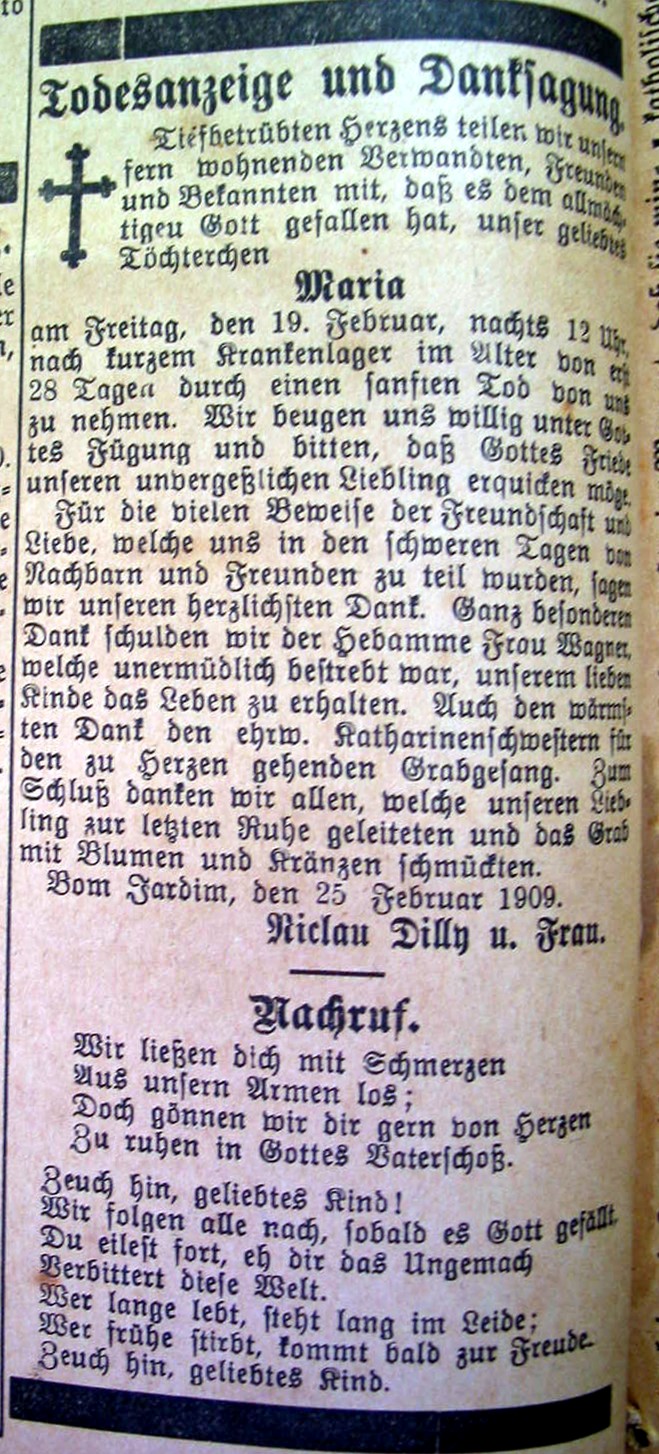 Todesanzeige und Danksagung.
Tiefbetrübten Herzens teilen wir unsern
fern wohnenden Verwandten, Freunden
und Bekannten mit, daß es dem allmäch-
tigen Gott gefallen hat, unser geliebtes
Töchterchen
Maria
am Freitag, den 19. Februar, nachts 12 Uhr,
nach kurzem Krankenlager im Alter von erst
28 Tagen durch einen sanften Tod von uns
zu nehmen. Wir beugen uns willig unter Got-
tes Fügung und bitten, daß Gottes Friede
unseren unvergeßlichen Liebling erquicken möge.
Für die vielen Beweise der Freundschaft und
Liebe, welche uns in den schweren Tagen von
Nachbarn und Freunden zu teil wurden, sagen
wir unseren herzlichsten Dank. Ganz besonderen
Dank schulden wir der Hebamme Frau Wagner,
welche unermüdlich bestrebt war, unserem lieben
Kinde das Leben zu erhalten. Auch den wärms-
ten Dank den ehrw. Katharinenschwestern für
den zu Herzen gehenden Grabgesang. Zum
Schluß danken wir allen, welche unseren Lieb-
ling zur letzten Ruhe geleiteten und das Grab
mit Blumen und Kränzen schmückten.
Bom Jardim, den 25 Februar 1909.
Niclau Dilly u. Frau.
Nachruf.
Wir ließen dich mit Schmerzen
Aus unsern Armen los;
Doch gönnen wir dir gern von Herzen
Zu ruhen in Gottes Vaterschoß.
Zeuch hin, geliebtes Kind!
Wir folgen alle nach, sobald es Gott gefällt.
Du eilest fort, eh dir das Ungemach
Verbittert diese Welt.
Wer lange lebt, steht lang im Leide;
Wer frühe stirbt, kommt bald zur Freude.
Zeuch hin, geliebtes Kind.